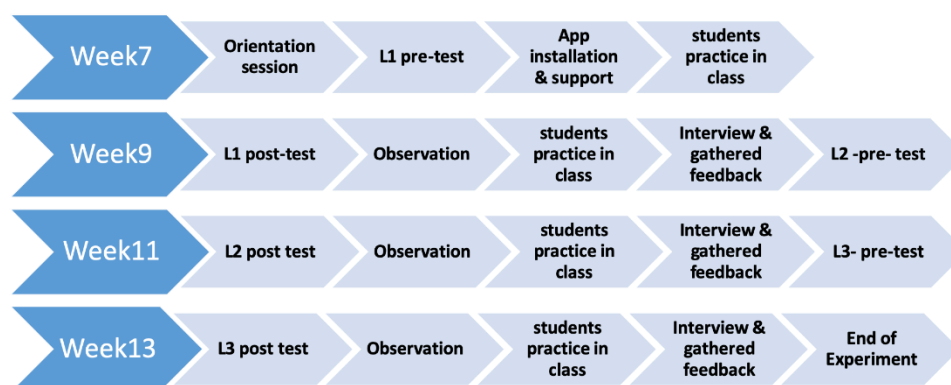 Week7
Orientation
session
L1 pre-test
App
installation
& support
students
practice in
class
Week9
L1 post-test
Observation
students
practice in
class
Interview &
gathered
feedback
L2 -pre- test
Week11
L2 post test
Observation
students
practice in
class
Interview &
gathered
feedback
L3- pre-test
Week13
L3 post test
Observation
students
practice in
class
Interview &
gathered
feedback
End of
Experiment